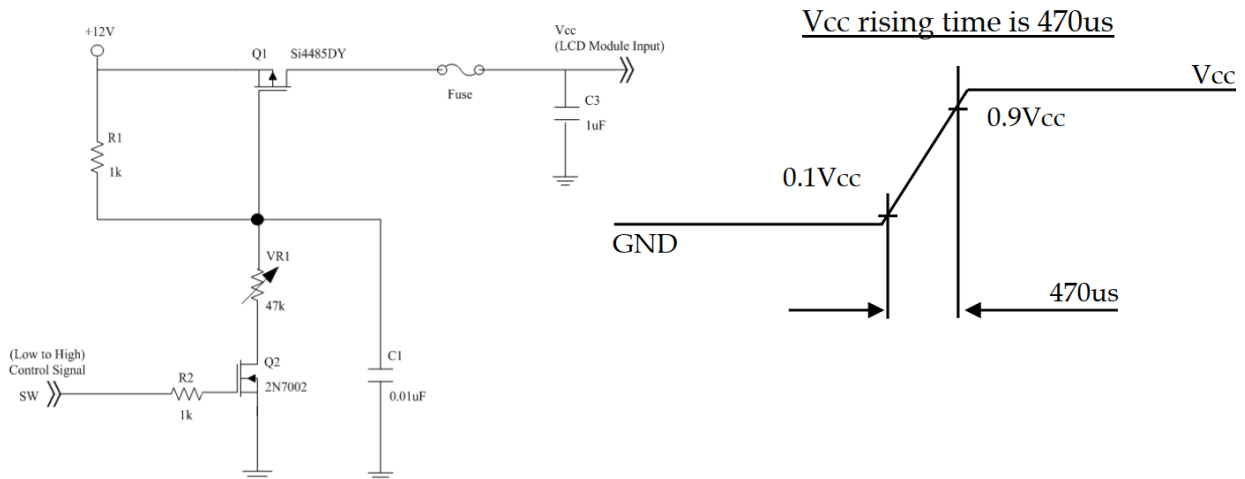 Vcc rising time is 470us
+12V
Q1
Si4485DY
Vcc
(LCD Module Input)
Fuse
C3
1uF
R1
1k
VR1
47k
(Low to High)
Control Signal
SW
R2
1k
Q2
2N7002
C1
0.01uF
Vcc
0.9Vcc
0.1Vcc
GND
470us